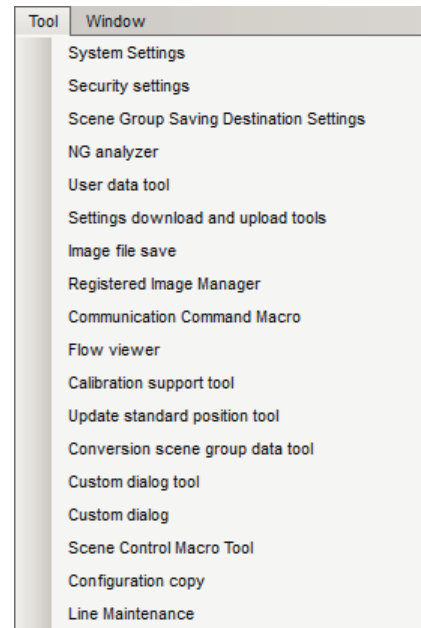 Tool Window
System Settings
Security settings
Scene Group Saving Destination Settings
NG analyzer
User data tool
Settings download and upload tools
Image file save
Registered Image Manager
Communication Command Macro
Flow viewer
Calibration support tool
Update standard position tool
Conversion scene group data tool
Custom dialog tool
Custom dialog
Scene Control Macro Tool
Configuration copy
Line Maintenance